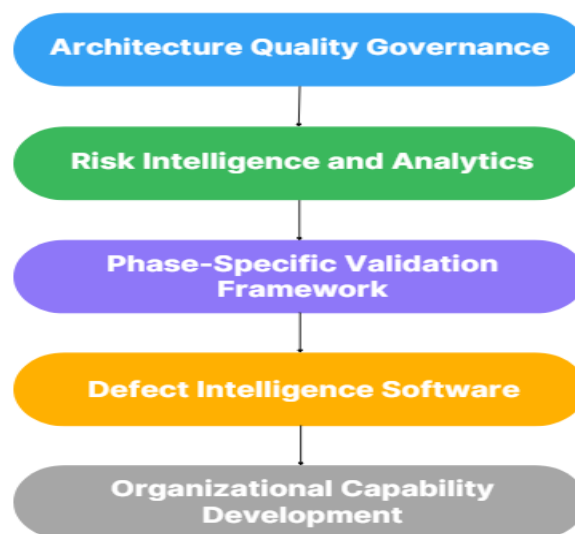 Architecture Quality Governance
Risk Intelligence and Analytics
Phase-Specific Validation
Framework
Defect Intelligence Software
Organizational Capability
Development